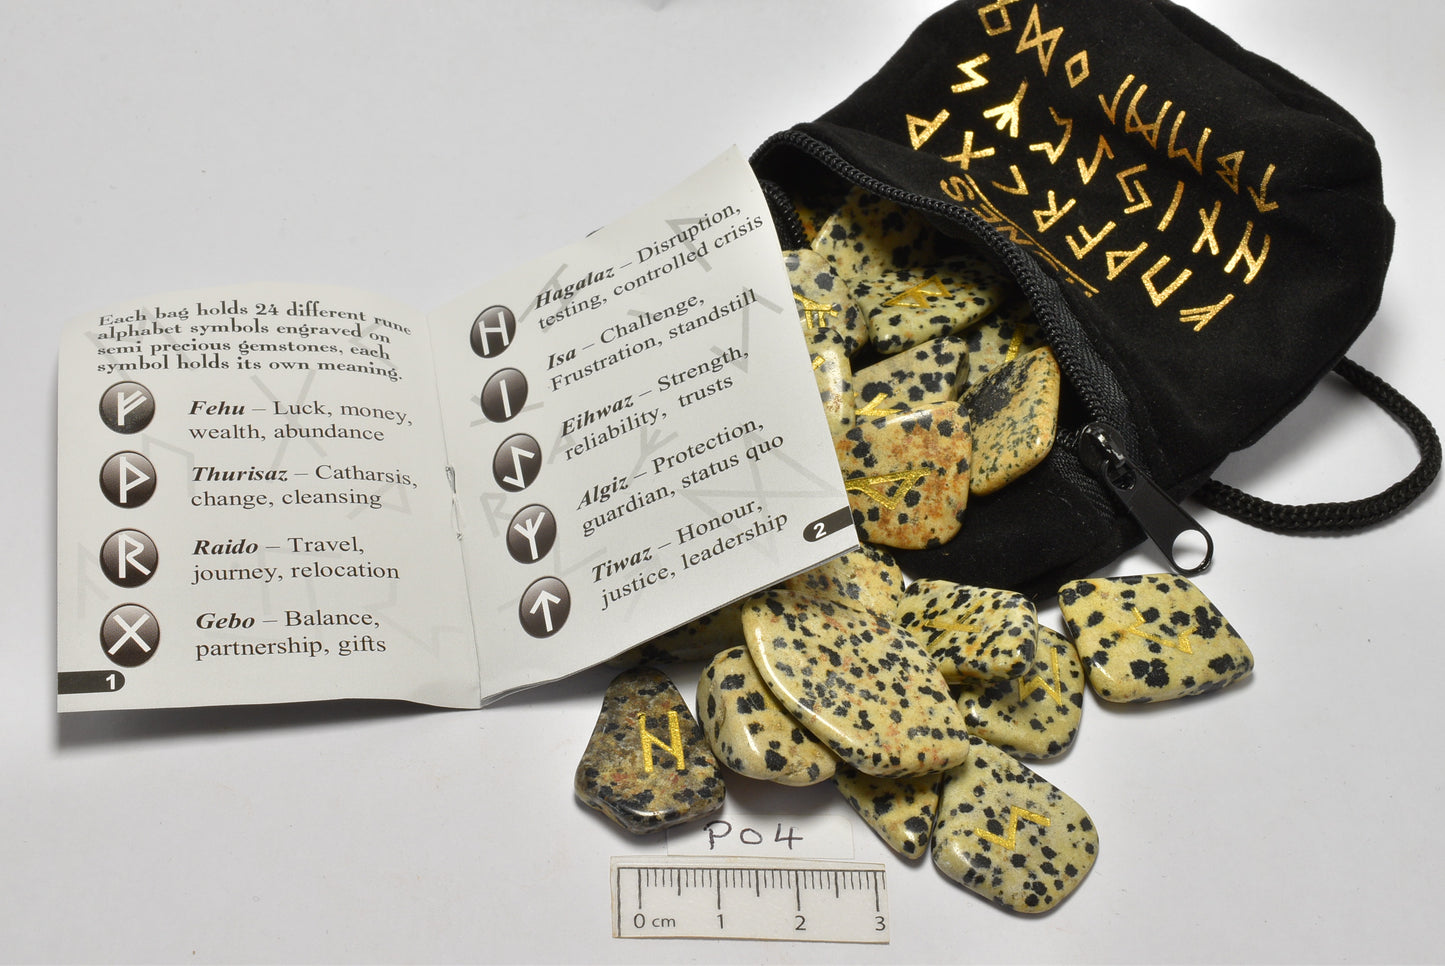 Each bag holds 24 different rune
alphabet symbols engraved on
semi precious gemstones, each
symbol holds its own meaning.
ᚠ
Fehu – Luck, money,
wealth, abundance
ᚦ
Thurisaz – Catharsis,
change, cleansing
ᚱ
Raido – Travel,
journey, relocation
ᚷ
Gebo – Balance,
partnership, gifts
1
ᚺ
Hagalaz – Disruption,
testing, controlled crisis
ᛁ
Isa – Challenge,
Frustration, standstill
ᛇ
Eihwaz – Strength,
reliability, trusts
ᛉ
Algiz – Protection,
guardian, status quo
ᛏ
Tiwaz – Honour,
justice, leadership
2
ᚺ
P04
0 cm 1 2 3